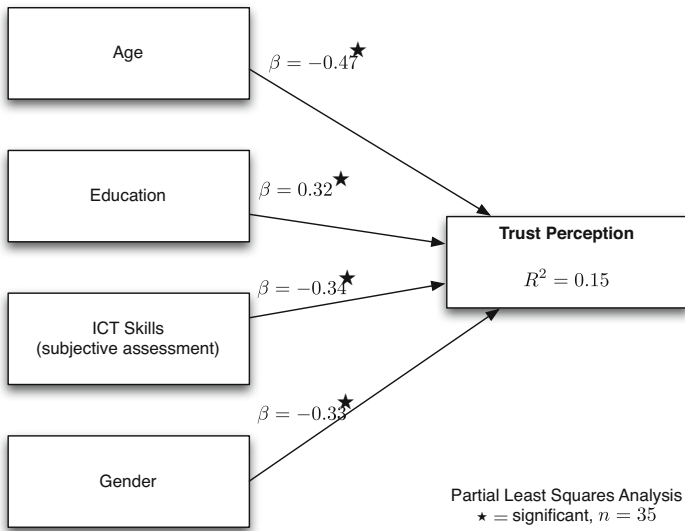 Age
β = −0.47★
Education
β = 0.32★
Trust Perception
R² = 0.15
β = −0.34★
ICT Skills
(subjective assessment)
β = −0.33★
Gender
Partial Least Squares Analysis
★ = significant, n = 35